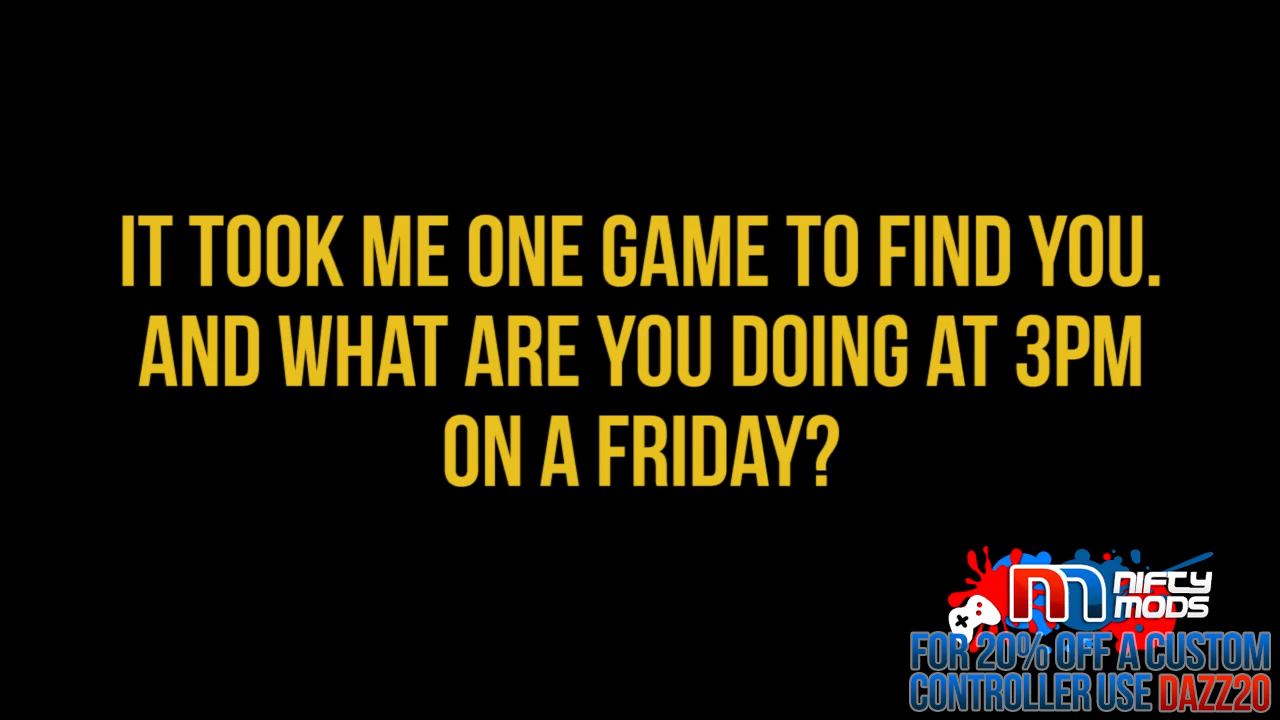 IT TOOK ME ONE GAME TO FIND YOU.
AND WHAT ARE YOU DOING AT 3PM
ON A FRIDAY?
NIFTY
MODS
FOR 20% OFF A CUSTOM
CONTROLLER USE DAZZ20